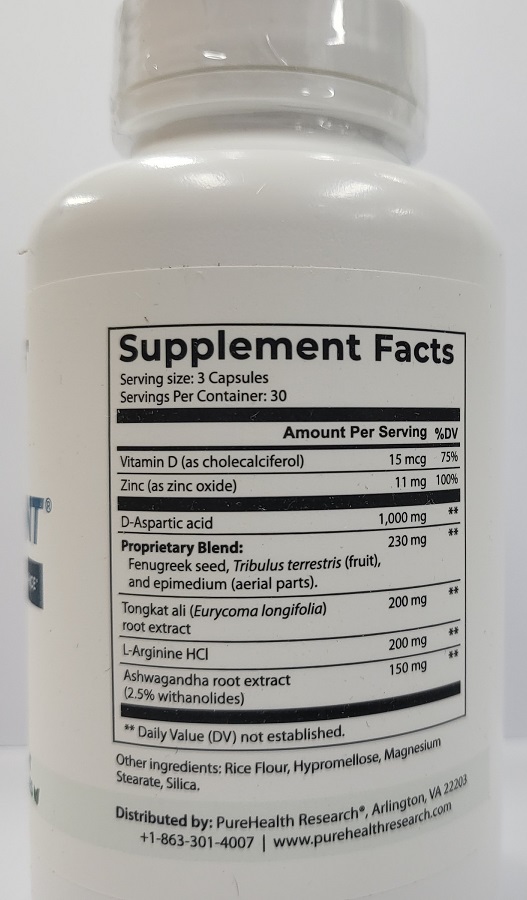 Supplement Facts
Serving size: 3 Capsules
Servings Per Container: 30
Amount Per Serving %DV
Vitamin D (as cholecalciferol) 15 mcg 75%
Zinc (as zinc oxide) 11 mg 100%
D-Aspartic acid 1,000 mg **
Proprietary Blend: 230 mg **
Fenugreek seed, Tribulus terrestris (fruit),
and epimedium (aerial parts).
Tongkat ali (Eurycoma longifolia) 200 mg **
root extract
L-Arginine HCl 200 mg **
Ashwagandha root extract 150 mg **
(2.5% withanolides)
** Daily Value (DV) not established.
Other ingredients: Rice Flour, Hypromellose, Magnesium
Stearate, Silica.
Distributed by: PureHealth Research®, Arlington, VA 22203
+1-863-301-4007 | www.purehealthresearch.com